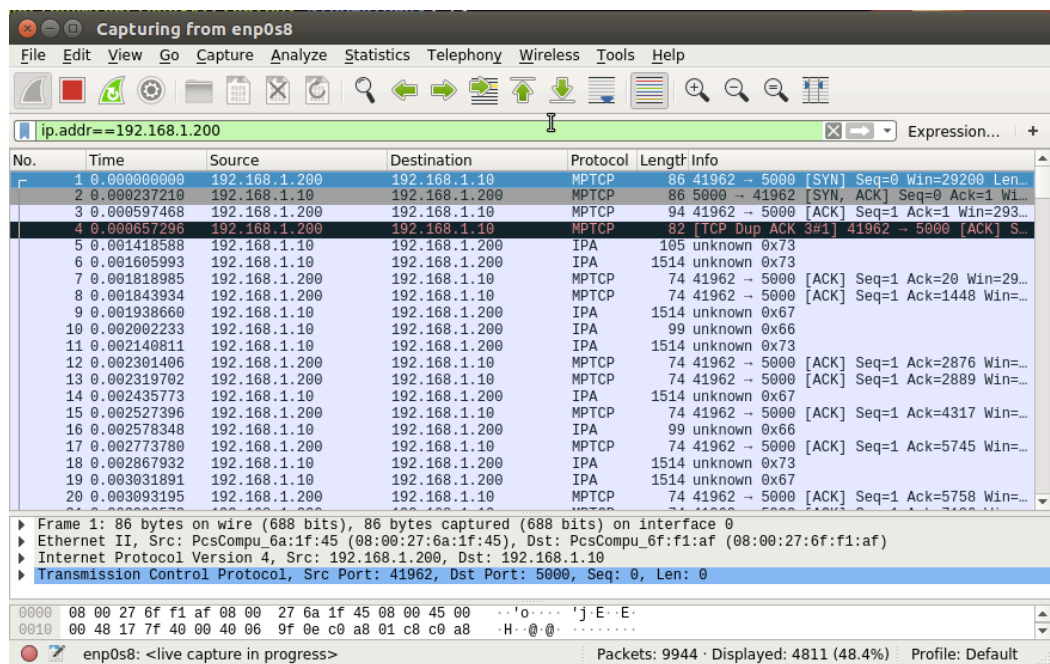 Capturing from enp0s8
File Edit View Go Capture Analyze Statistics Telephony Wireless Tools Help
ip.addr==192.168.1.200 Expression... +
No. Time Source Destination Protocol Length Info
1 0.000000000 192.168.1.200 192.168.1.10 MPTCP 86 41962 → 5000 [SYN] Seq=0 Win=29200 Len…
2 0.000237210 192.168.1.10 192.168.1.200 MPTCP 86 5000 → 41962 [SYN, ACK] Seq=0 Ack=1 Wi…
3 0.000597468 192.168.1.200 192.168.1.10 MPTCP 94 41962 → 5000 [ACK] Seq=1 Ack=1 Win=293…
4 0.000657296 192.168.1.200 192.168.1.10 MPTCP 82 [TCP Dup ACK 3#1] 41962 → 5000 [ACK] S…
5 0.001418588 192.168.1.10 192.168.1.200 IPA 105 unknown 0x73
6 0.001605993 192.168.1.10 192.168.1.200 IPA 1514 unknown 0x73
7 0.001818985 192.168.1.200 192.168.1.10 MPTCP 74 41962 → 5000 [ACK] Seq=1 Ack=20 Win=29…
8 0.001843934 192.168.1.200 192.168.1.10 MPTCP 74 41962 → 5000 [ACK] Seq=1 Ack=1448 Win=…
9 0.001938660 192.168.1.10 192.168.1.200 IPA 1514 unknown 0x67
10 0.002002233 192.168.1.10 192.168.1.200 IPA 99 unknown 0x66
11 0.002140811 192.168.1.10 192.168.1.200 IPA 1514 unknown 0x73
12 0.002301406 192.168.1.200 192.168.1.10 MPTCP 74 41962 → 5000 [ACK] Seq=1 Ack=2876 Win=…
13 0.002319702 192.168.1.200 192.168.1.10 MPTCP 74 41962 → 5000 [ACK] Seq=1 Ack=2889 Win=…
14 0.002435773 192.168.1.10 192.168.1.200 IPA 1514 unknown 0x67
15 0.002527396 192.168.1.200 192.168.1.10 MPTCP 74 41962 → 5000 [ACK] Seq=1 Ack=4317 Win=…
16 0.002578348 192.168.1.10 192.168.1.200 IPA 99 unknown 0x66
17 0.002773780 192.168.1.200 192.168.1.10 MPTCP 74 41962 → 5000 [ACK] Seq=1 Ack=5745 Win=…
18 0.002867932 192.168.1.10 192.168.1.200 IPA 1514 unknown 0x73
19 0.003031891 192.168.1.10 192.168.1.200 IPA 1514 unknown 0x67
20 0.003093195 192.168.1.200 192.168.1.10 MPTCP 74 41962 → 5000 [ACK] Seq=1 Ack=5758 Win=…
Frame 1: 86 bytes on wire (688 bits), 86 bytes captured (688 bits) on interface 0
Ethernet II, Src: PcsCompu_6a:1f:45 (08:00:27:6a:1f:45), Dst: PcsCompu_6f:f1:af (08:00:27:6f:f1:af)
Internet Protocol Version 4, Src: 192.168.1.200, Dst: 192.168.1.10
Transmission Control Protocol, Src Port: 41962, Dst Port: 5000, Seq: 0, Len: 0
0000 08 00 27 6f f1 af 08 00 27 6a 1f 45 08 00 45 00 ··'o···· 'j·E··E·
0010 00 48 17 7f 40 00 40 06 9f 0e c0 a8 01 c8 c0 a8 ·H··@·@· ········
enp0s8: <live capture in progress> Packets: 9944 · Displayed: 4811 (48.4%) Profile: Default